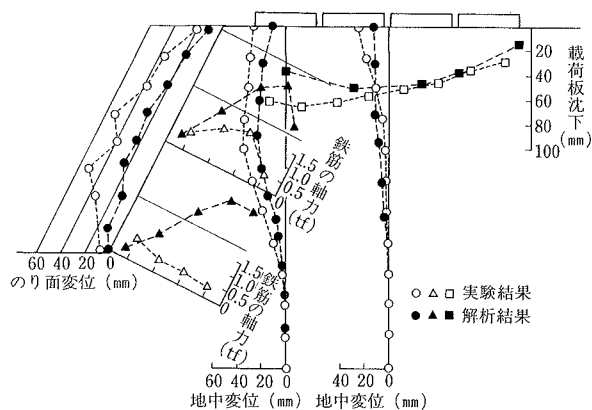 20
40
60
80
100
載荷板沈下
(mm)
1.5
1.0
0.5
0
鉄筋の軸力
(tf)
1.5
1.0
0.5
0
鉄筋の軸力
(tf)
60 40 20 0
のり面変位 (mm)
○ △ □ 実験結果
● ▲ ■ 解析結果
60 40 20 0
地中変位 (mm)
40 20 0
地中変位 (mm)